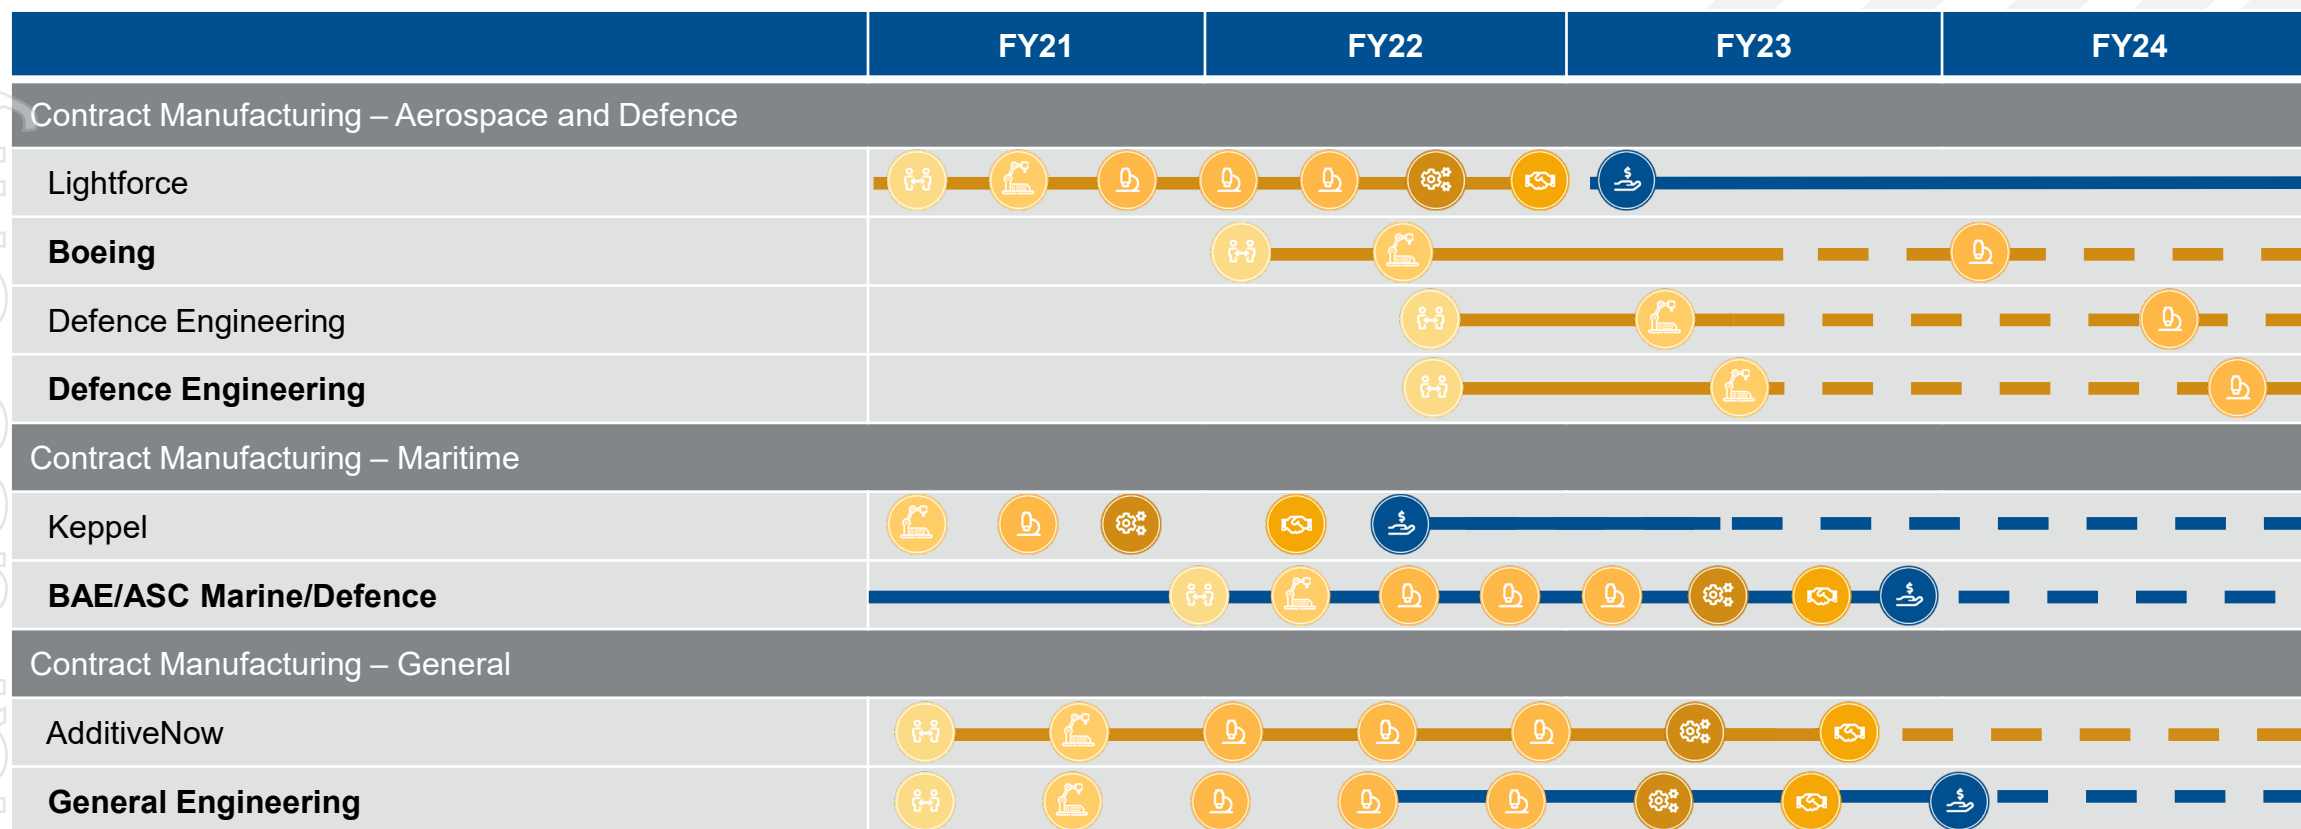 FY21 FY22 FY23 FY24
Contract Manufacturing – Aerospace and Defence
Lightforce
Boeing
Defence Engineering
Defence Engineering
Contract Manufacturing – Maritime
Keppel
BAE/ASC Marine/Defence
Contract Manufacturing – General
AdditiveNow
General Engineering